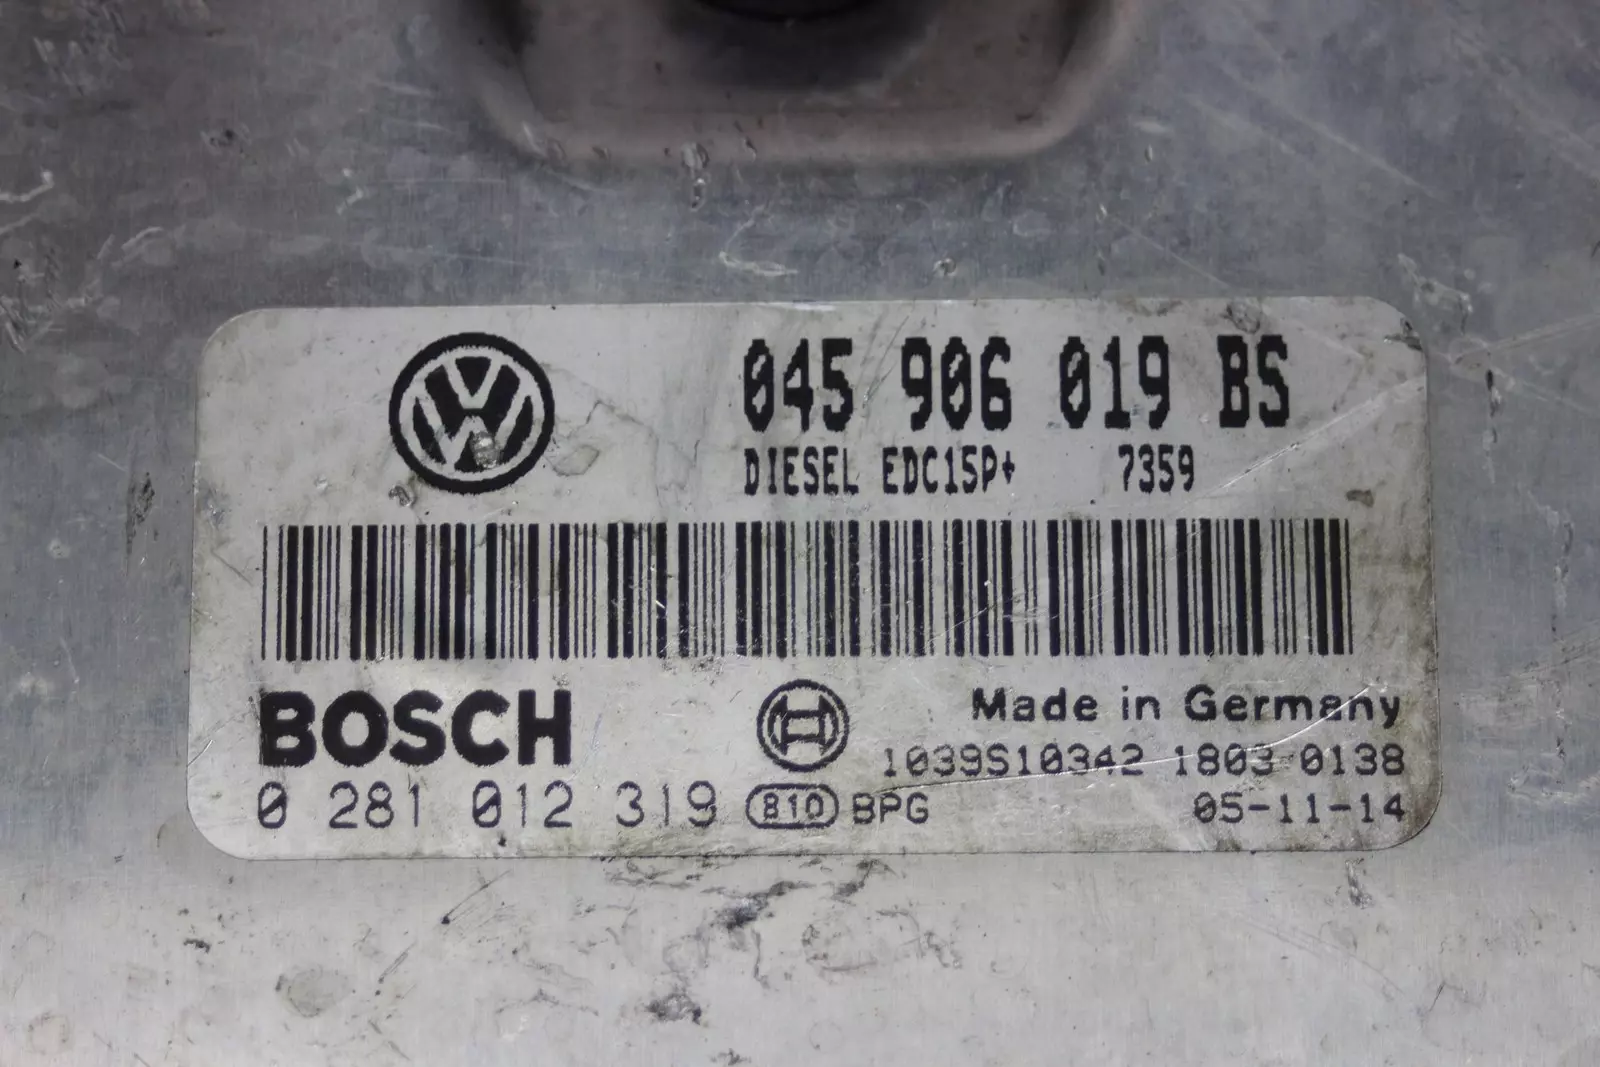 045 906 019 BS
DIESEL EDC15P+ 7359
BOSCH
Made in Germany
1039S10342 1803 0138
0 281 012 319 810 BPG 05-11-14